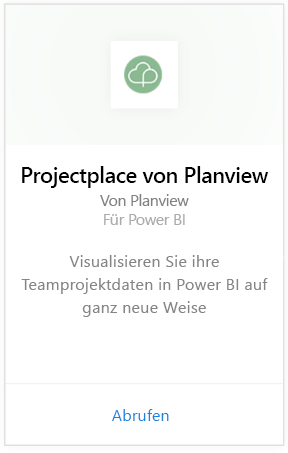 Projectplace von Planview
Von Planview
Für Power BI
Visualisieren Sie ihre
Teamprojektdaten in Power BI auf
ganz neue Weise
Abrufen